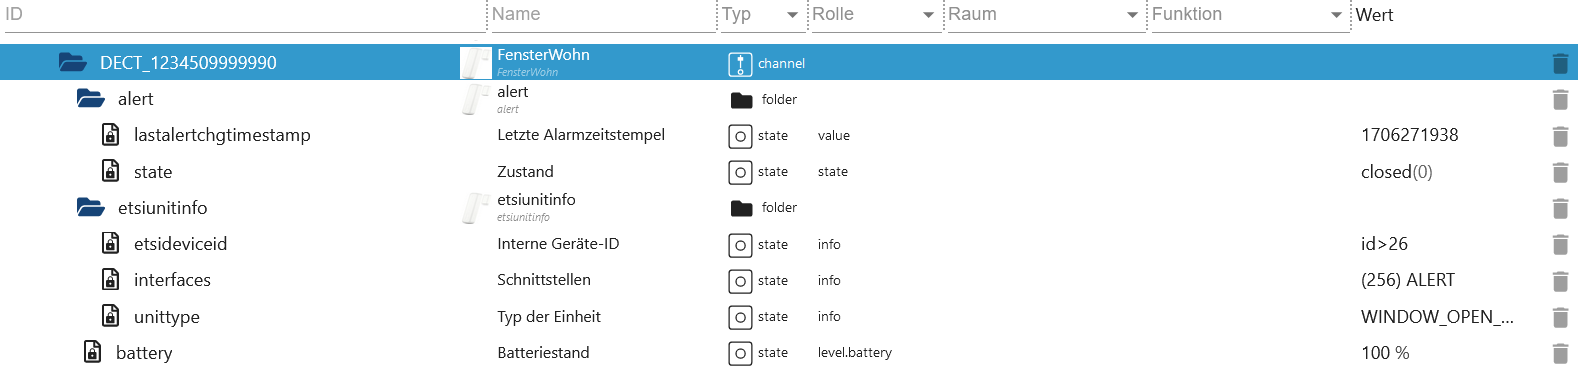 ID Name Typ Rolle Raum Funktion Wert
DECT_1234509999990 FensterWohn channel
FensterWohn
alert alert folder
alert
lastalertchgtimestamp Letzte Alarmzeitstempel state value 1706271938
state Zustand state state closed(0)
etsiunitinfo etsiunitinfo folder
etsiunitinfo
etsideviceid Interne Geräte-ID state info id>26
interfaces Schnittstellen state info (256) ALERT
unittype Typ der Einheit state info WINDOW_OPEN_...
battery Batteriestand state level.battery 100 %